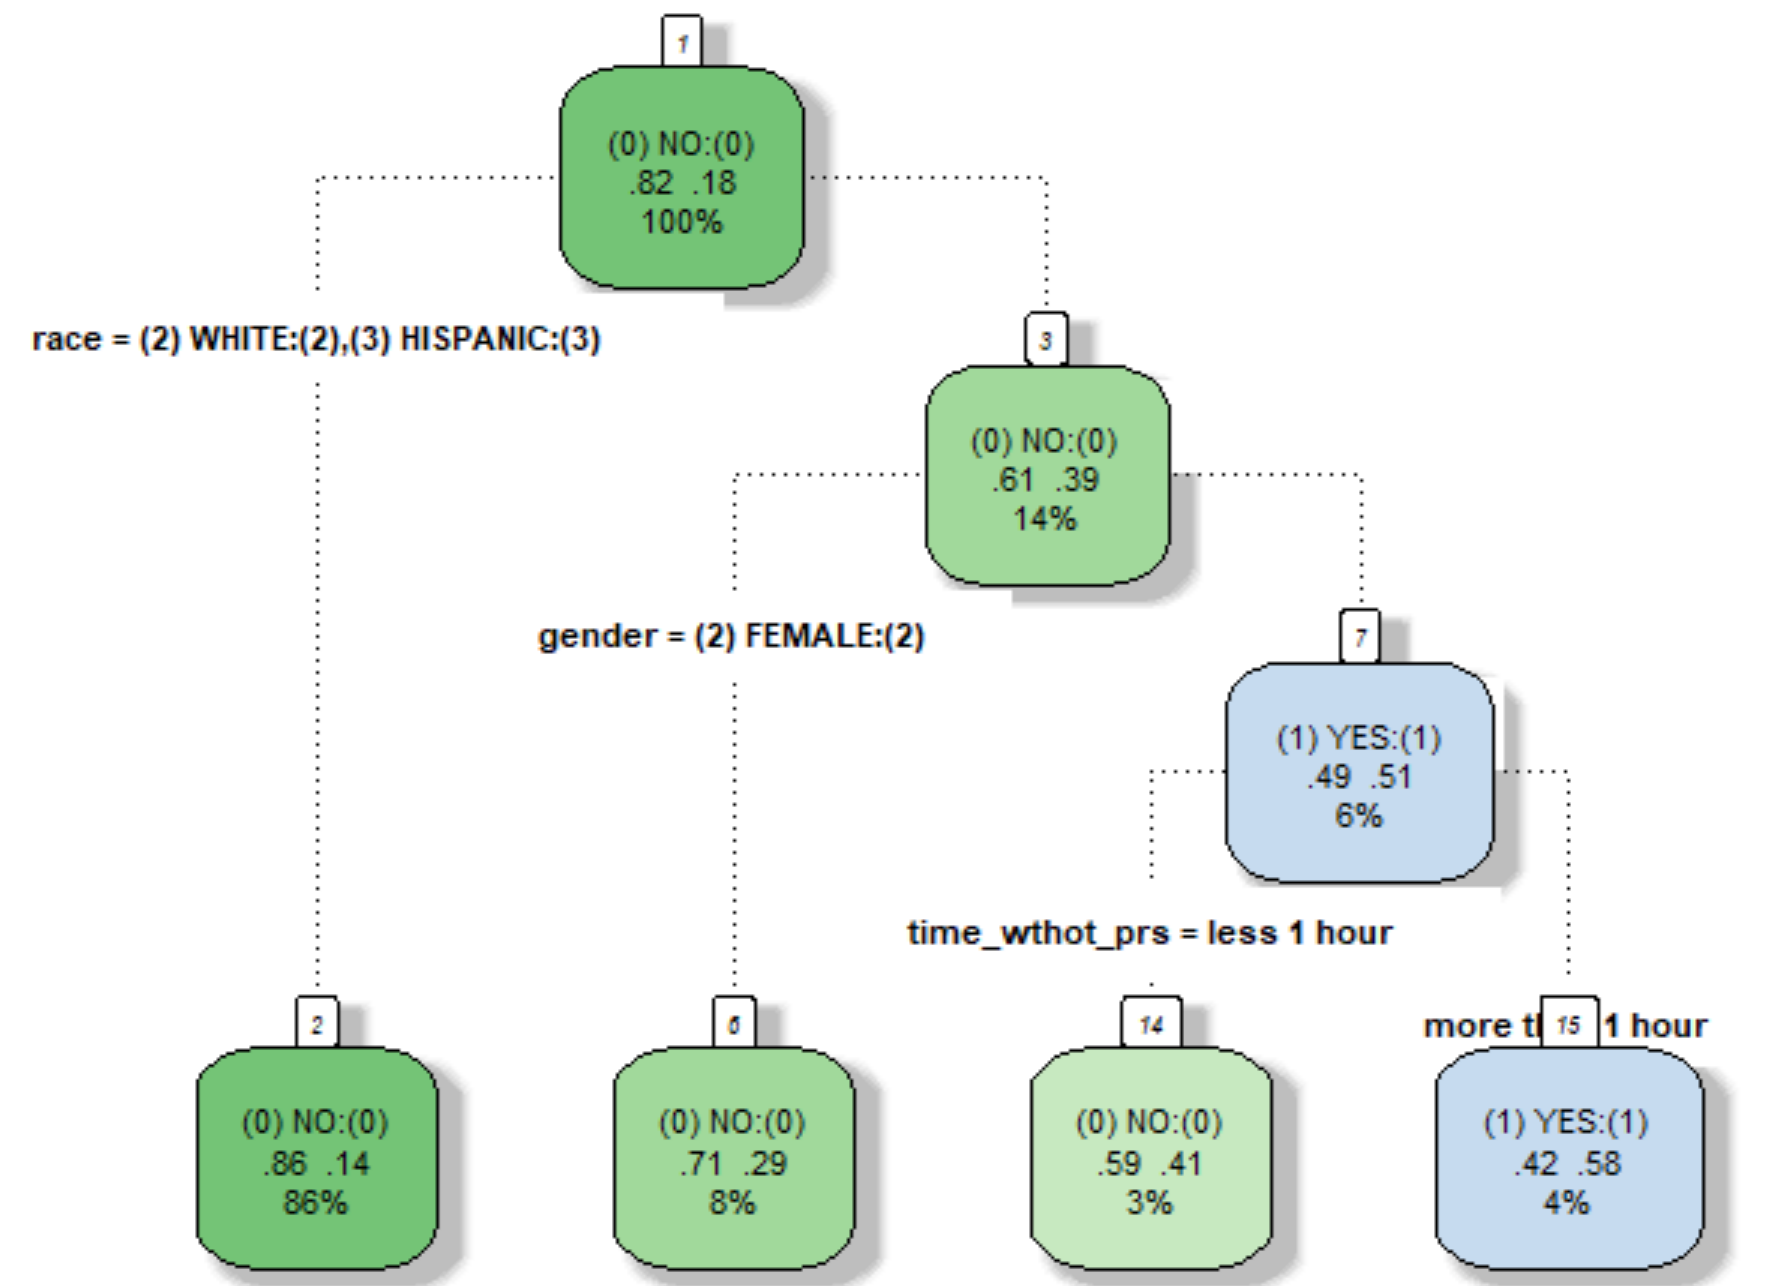 1
(0) NO:(0)
.82 .18
100%
race = (2) WHITE:(2),(3) HISPANIC:(3)
3
(0) NO:(0)
.61 .39
14%
gender = (2) FEMALE:(2)
7
(1) YES:(1)
.49 .51
6%
time_wthot_prs = less 1 hour
2
(0) NO:(0)
.86 .14
86%
6
(0) NO:(0)
.71 .29
8%
14
(0) NO:(0)
.59 .41
3%
more 1 hour
15
(1) YES:(1)
.42 .58
4%